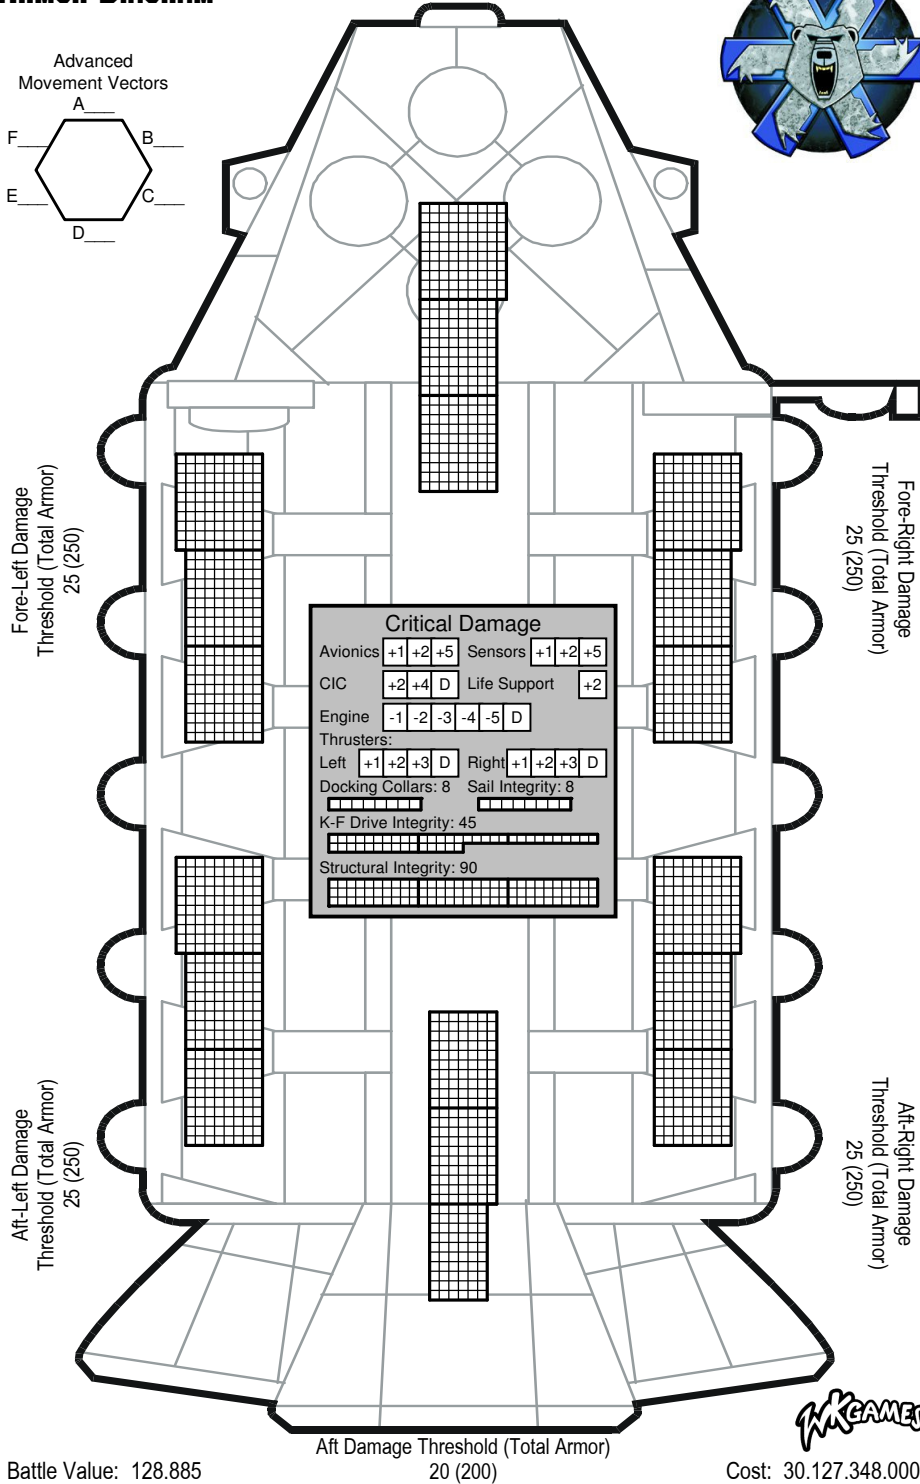 Advanced
Movement Vectors
A___
F___
B___
E___
C___
D___
Fore-Left Damage
Threshold (Total Armor)
25 (250)
Fore-Right Damage
Threshold (Total Armor)
25 (250)
Critical Damage
Avionics +1 +2 +5 Sensors +1 +2 +5
CIC +2 +4 D Life Support +2
Engine -1 -2 -3 -4 -5 D
Thrusters:
Left +1 +2 +3 D Right +1 +2 +3 D
Docking Collars: 8 Sail Integrity: 8
K-F Drive Integrity: 45
Structural Integrity: 90
Aft-Left Damage
Threshold (Total Armor)
25 (250)
Aft-Right Damage
Threshold (Total Armor)
25 (250)
WKGAMES
Aft Damage Threshold (Total Armor)
20 (200)
Battle Value: 128.885
Cost: 30.127.348.000